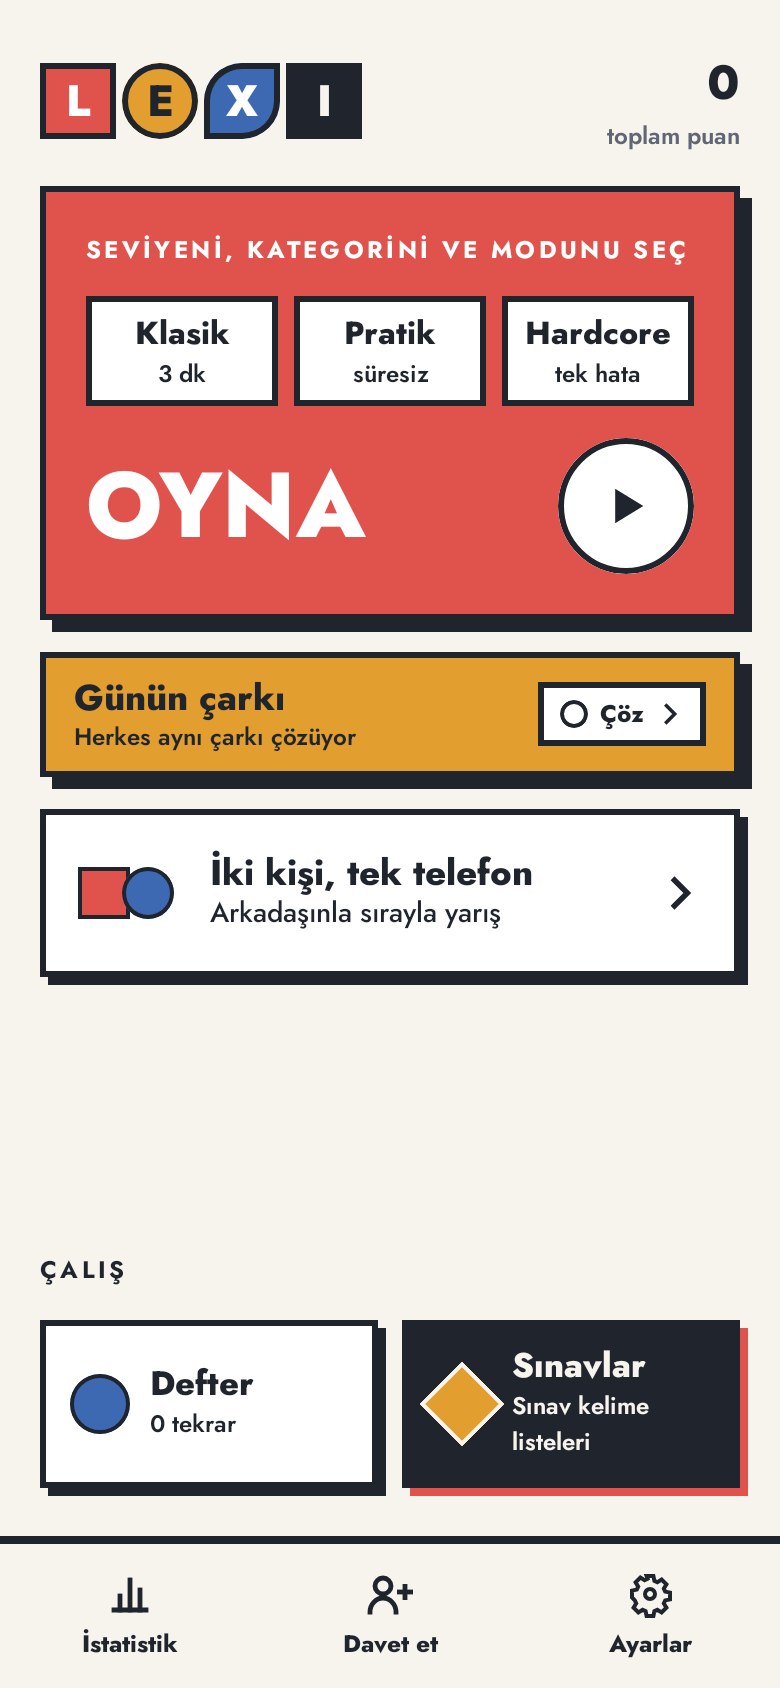 LEXI
0
toplam puan
SEVİYENİ, KATEGORİNİ VE MODUNU SEÇ
Klasik
3 dk
Pratik
süresiz
Hardcore
tek hata
OYNA
Günün çarkı
Herkes aynı çarkı çözüyor
Çöz
İki kişi, tek telefon
Arkadaşınla sırayla yarış
ÇALIŞ
Defter
0 tekrar
Sınavlar
Sınav kelime
listeleri
İstatistik
Davet et
Ayarlar